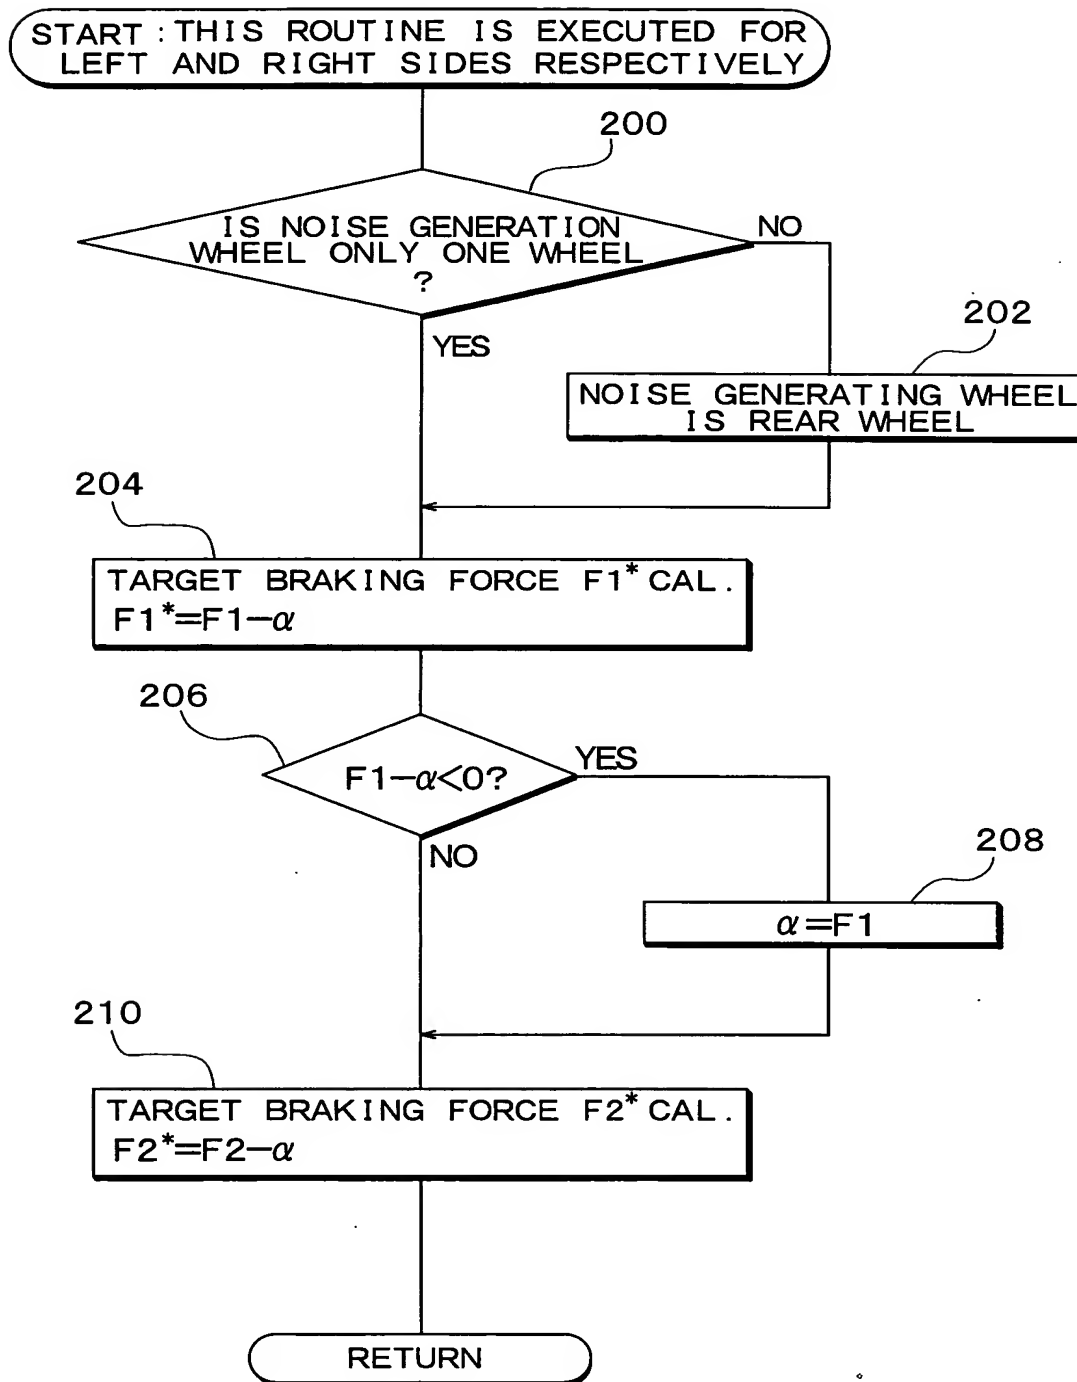 START : THIS ROUTINE IS EXECUTED FOR
LEFT AND RIGHT SIDES RESPECTIVELY
200
IS NOISE GENERATION
WHEEL ONLY ONE WHEEL
?
NO
YES
202
NOISE GENERATING WHEEL
IS REAR WHEEL
204
TARGET BRAKING FORCE F1* CAL.
F1*=F1-α
206
F1-α<0?
YES
NO
208
α=F1
210
TARGET BRAKING FORCE F2* CAL.
F2*=F2-α
RETURN